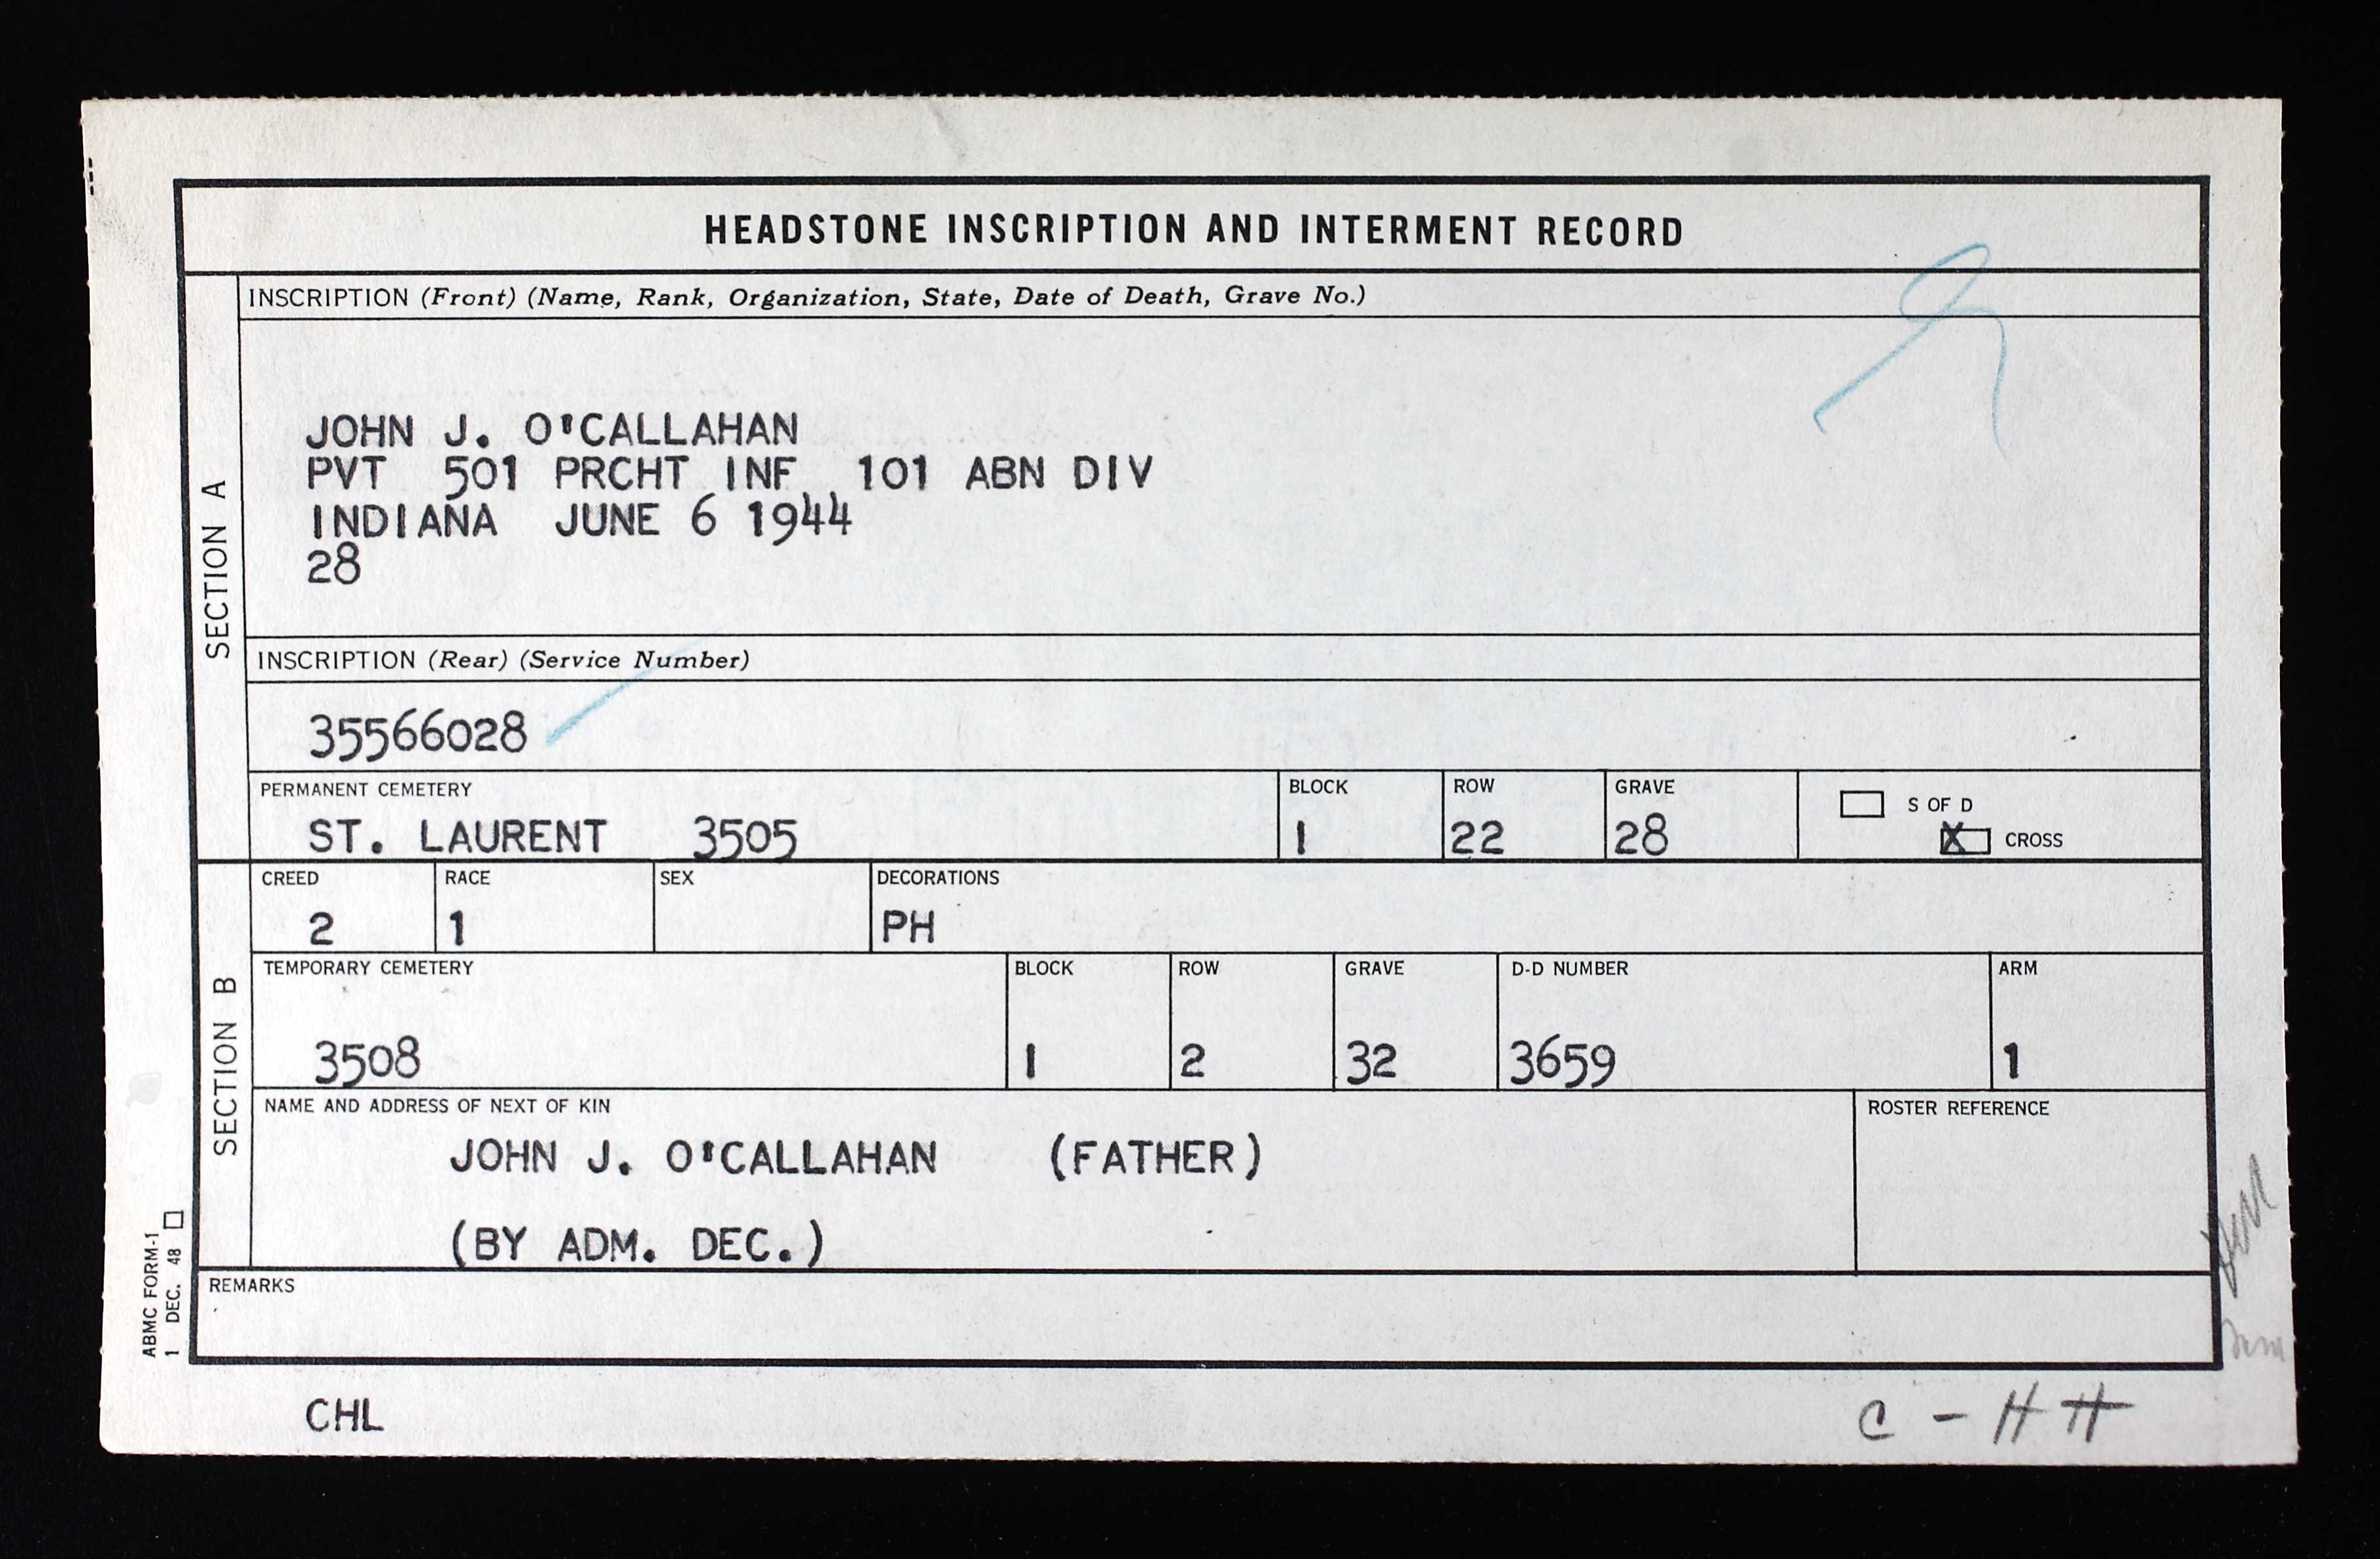 HEADSTONE INSCRIPTION AND INTERMENT RECORD
SECTION A
INSCRIPTION (Front) (Name, Rank, Organization, State, Date of Death, Grave No.)
JOHN J. O'CALLAHAN
PVT 501 PRCHT INF 101 ABN DIV
INDIANA JUNE 6 1944
28
INSCRIPTION (Rear) (Service Number)
35566028
PERMANENT CEMETERY BLOCK ROW GRAVE
ST. LAURENT 3505 1 22 28
S OF D
X CROSS
SECTION B
CREED RACE SEX DECORATIONS
2 1 PH
TEMPORARY CEMETERY BLOCK ROW GRAVE D-D NUMBER ARM
3508 1 2 32 3659 1
NAME AND ADDRESS OF NEXT OF KIN ROSTER REFERENCE
JOHN J. O'CALLAHAN (FATHER)
(BY ADM. DEC.)
REMARKS
ABMC FORM-1
1 DEC. 48
CHL
C - H H